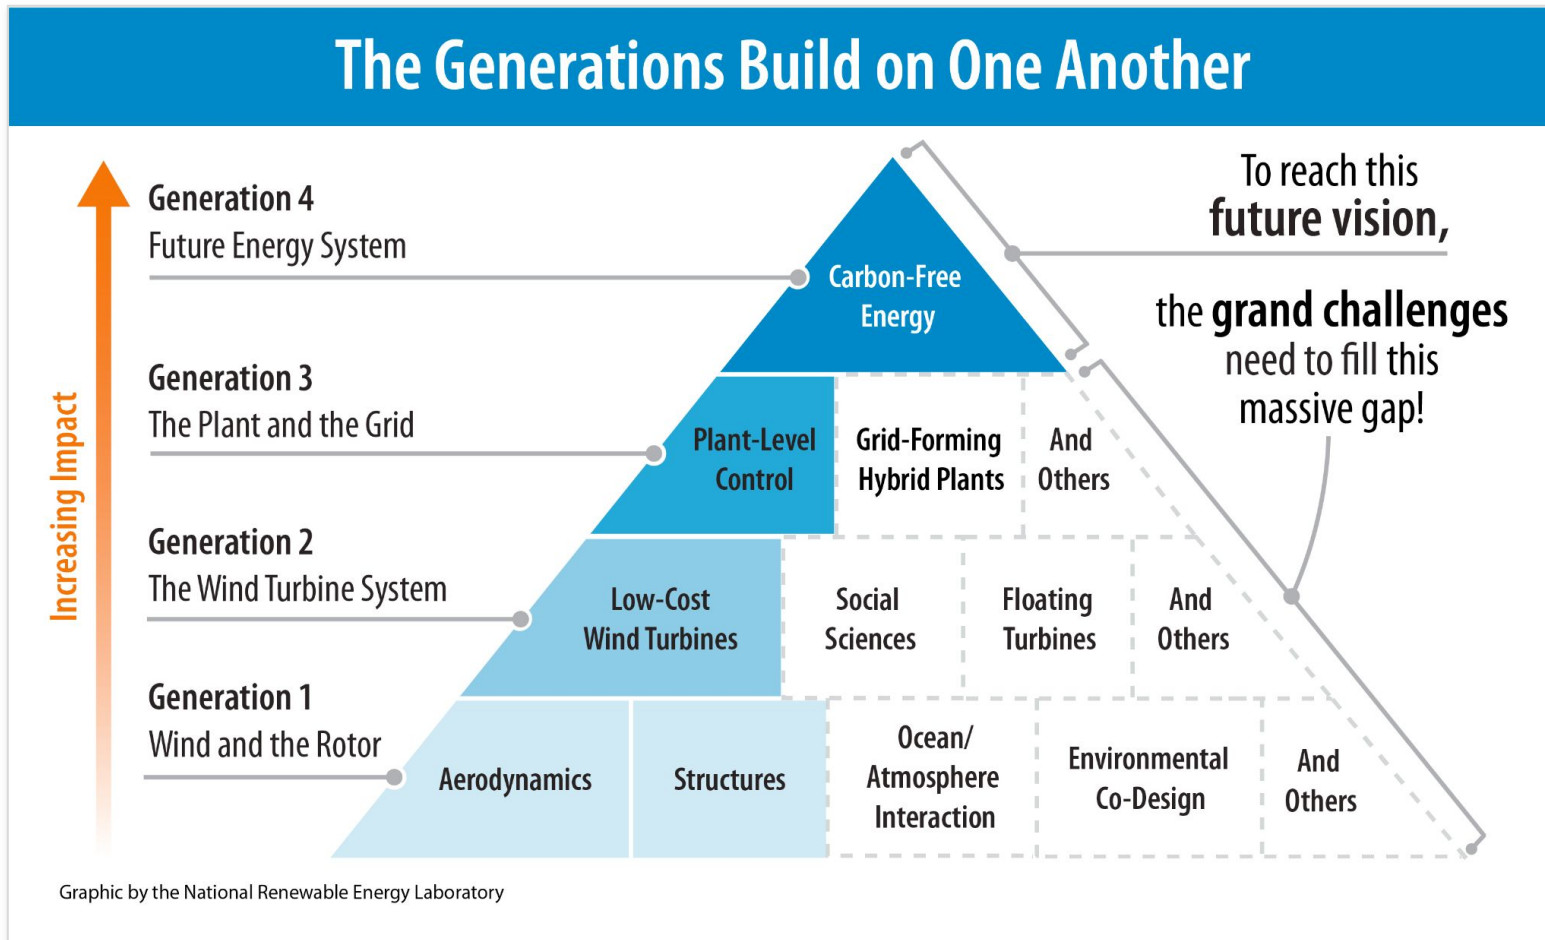 The Generations Build on One Another
Generation 4
Future Energy System
Generation 3
The Plant and the Grid
Generation 2
The Wind Turbine System
Generation 1
Wind and the Rotor
Increasing Impact
Carbon-Free
Energy
Plant-Level
Control
Grid-Forming
Hybrid Plants
And
Others
Low-Cost
Wind Turbines
Social
Sciences
Floating
Turbines
And
Others
Aerodynamics
Structures
Ocean/
Atmosphere
Interaction
Environmental
Co-Design
And
Others
To reach this
future vision,
the grand challenges
need to fill this
massive gap!
Graphic by the National Renewable Energy Laboratory